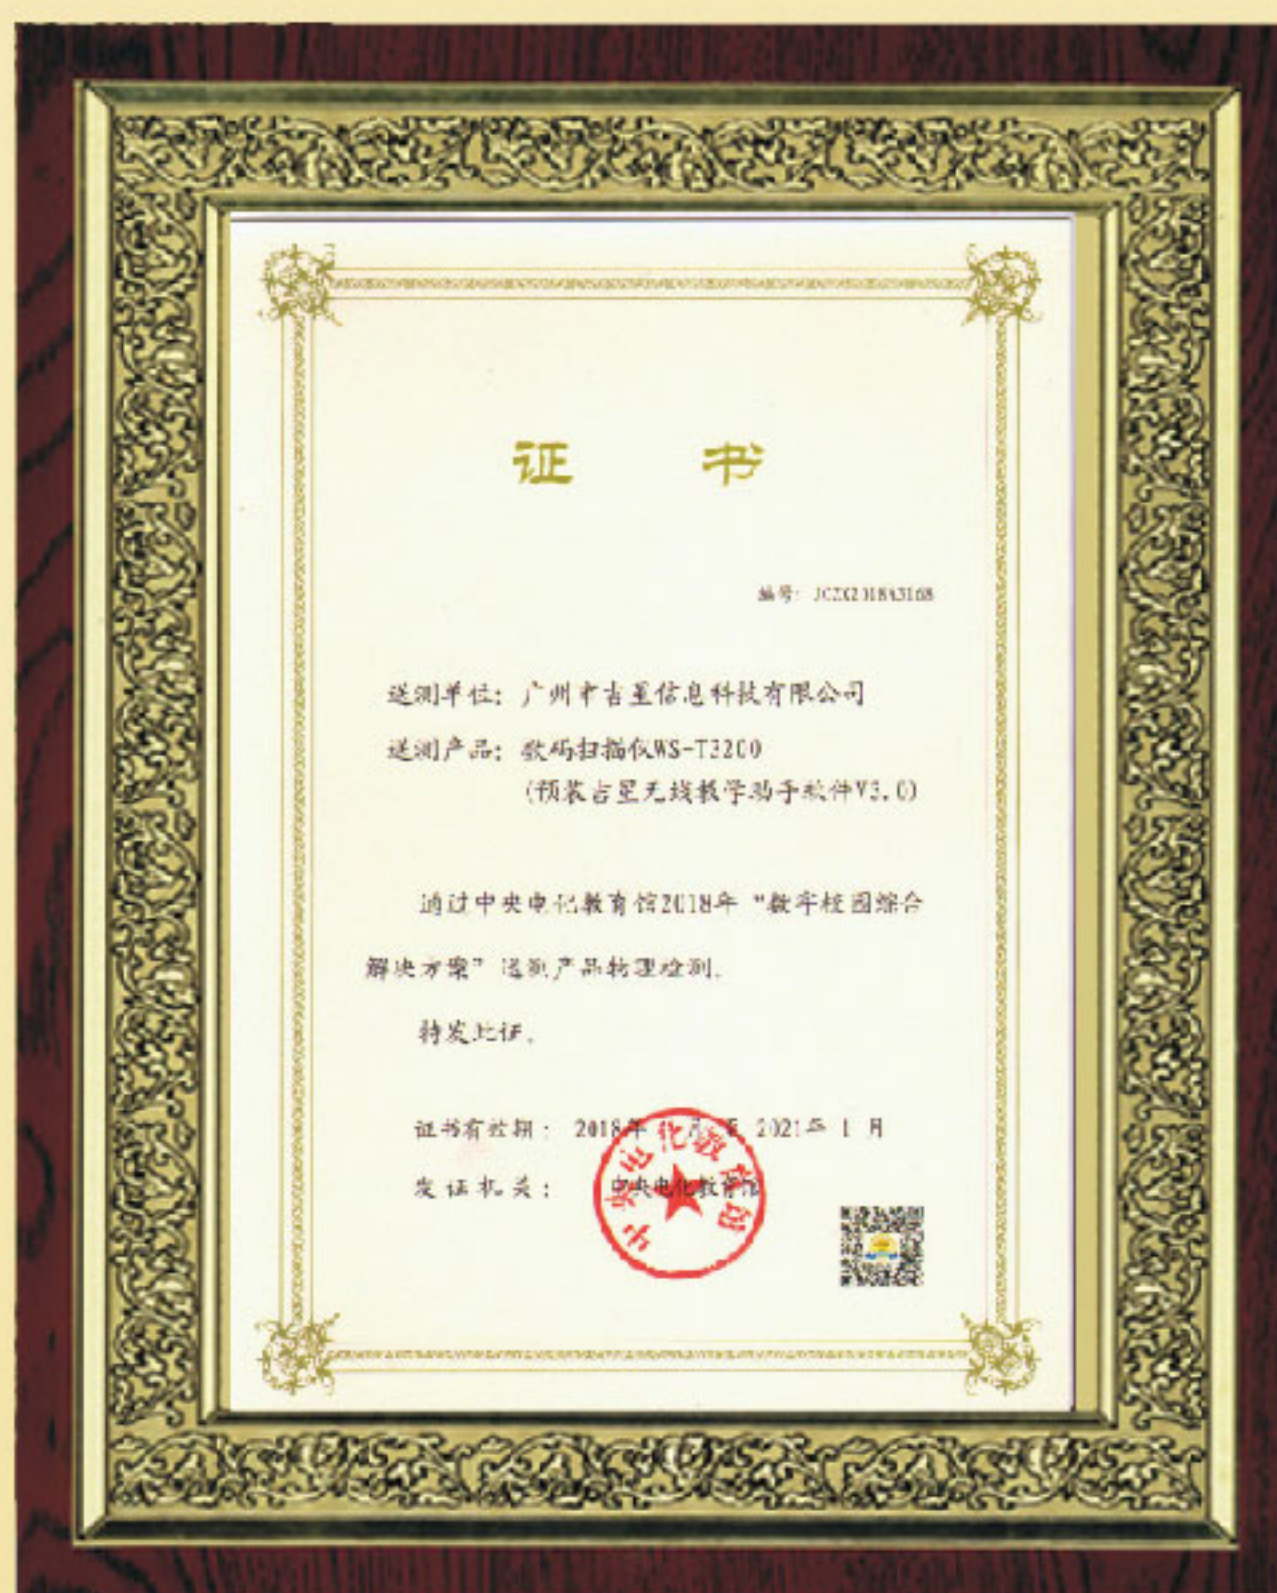 证 书
编号: JCZX2018A3168
送测单位: 广州市吉星信息科技有限公司
送测产品: 数码扫描仪WS-T3200
(预装吉星无线教学助手软件V3.0)
通过中央电化教育馆2018年“数字校园综合
解决方案”送测产品物理检测。
特发此证。
证书有效期: 2018年 月至 2021年 1 月
发证机关: 中央电化教育馆
中央电化教育馆